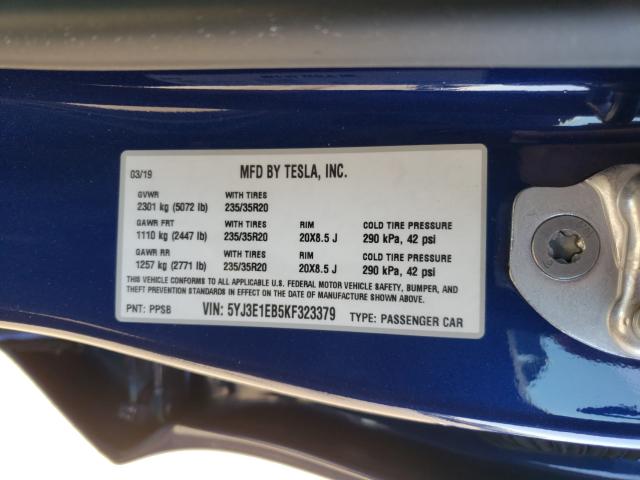 03/19 MFD BY TESLA, INC.
GVWR WITH TIRES
2301 kg (5072 lb) 235/35R20
GAWR FRT WITH TIRES RIM COLD TIRE PRESSURE
1110 kg (2447 lb) 235/35R20 20X8.5 J 290 kPa, 42 psi
GAWR RR WITH TIRES RIM COLD TIRE PRESSURE
1257 kg (2771 lb) 235/35R20 20X8.5 J 290 kPa, 42 psi
THIS VEHICLE CONFORMS TO ALL APPLICABLE U.S. FEDERAL MOTOR VEHICLE SAFETY, BUMPER, AND
THEFT PREVENTION STANDARDS IN EFFECT ON THE DATE OF MANUFACTURE SHOWN ABOVE.
PNT: PPSB VIN: 5YJ3E1EB5KF323379 TYPE: PASSENGER CAR